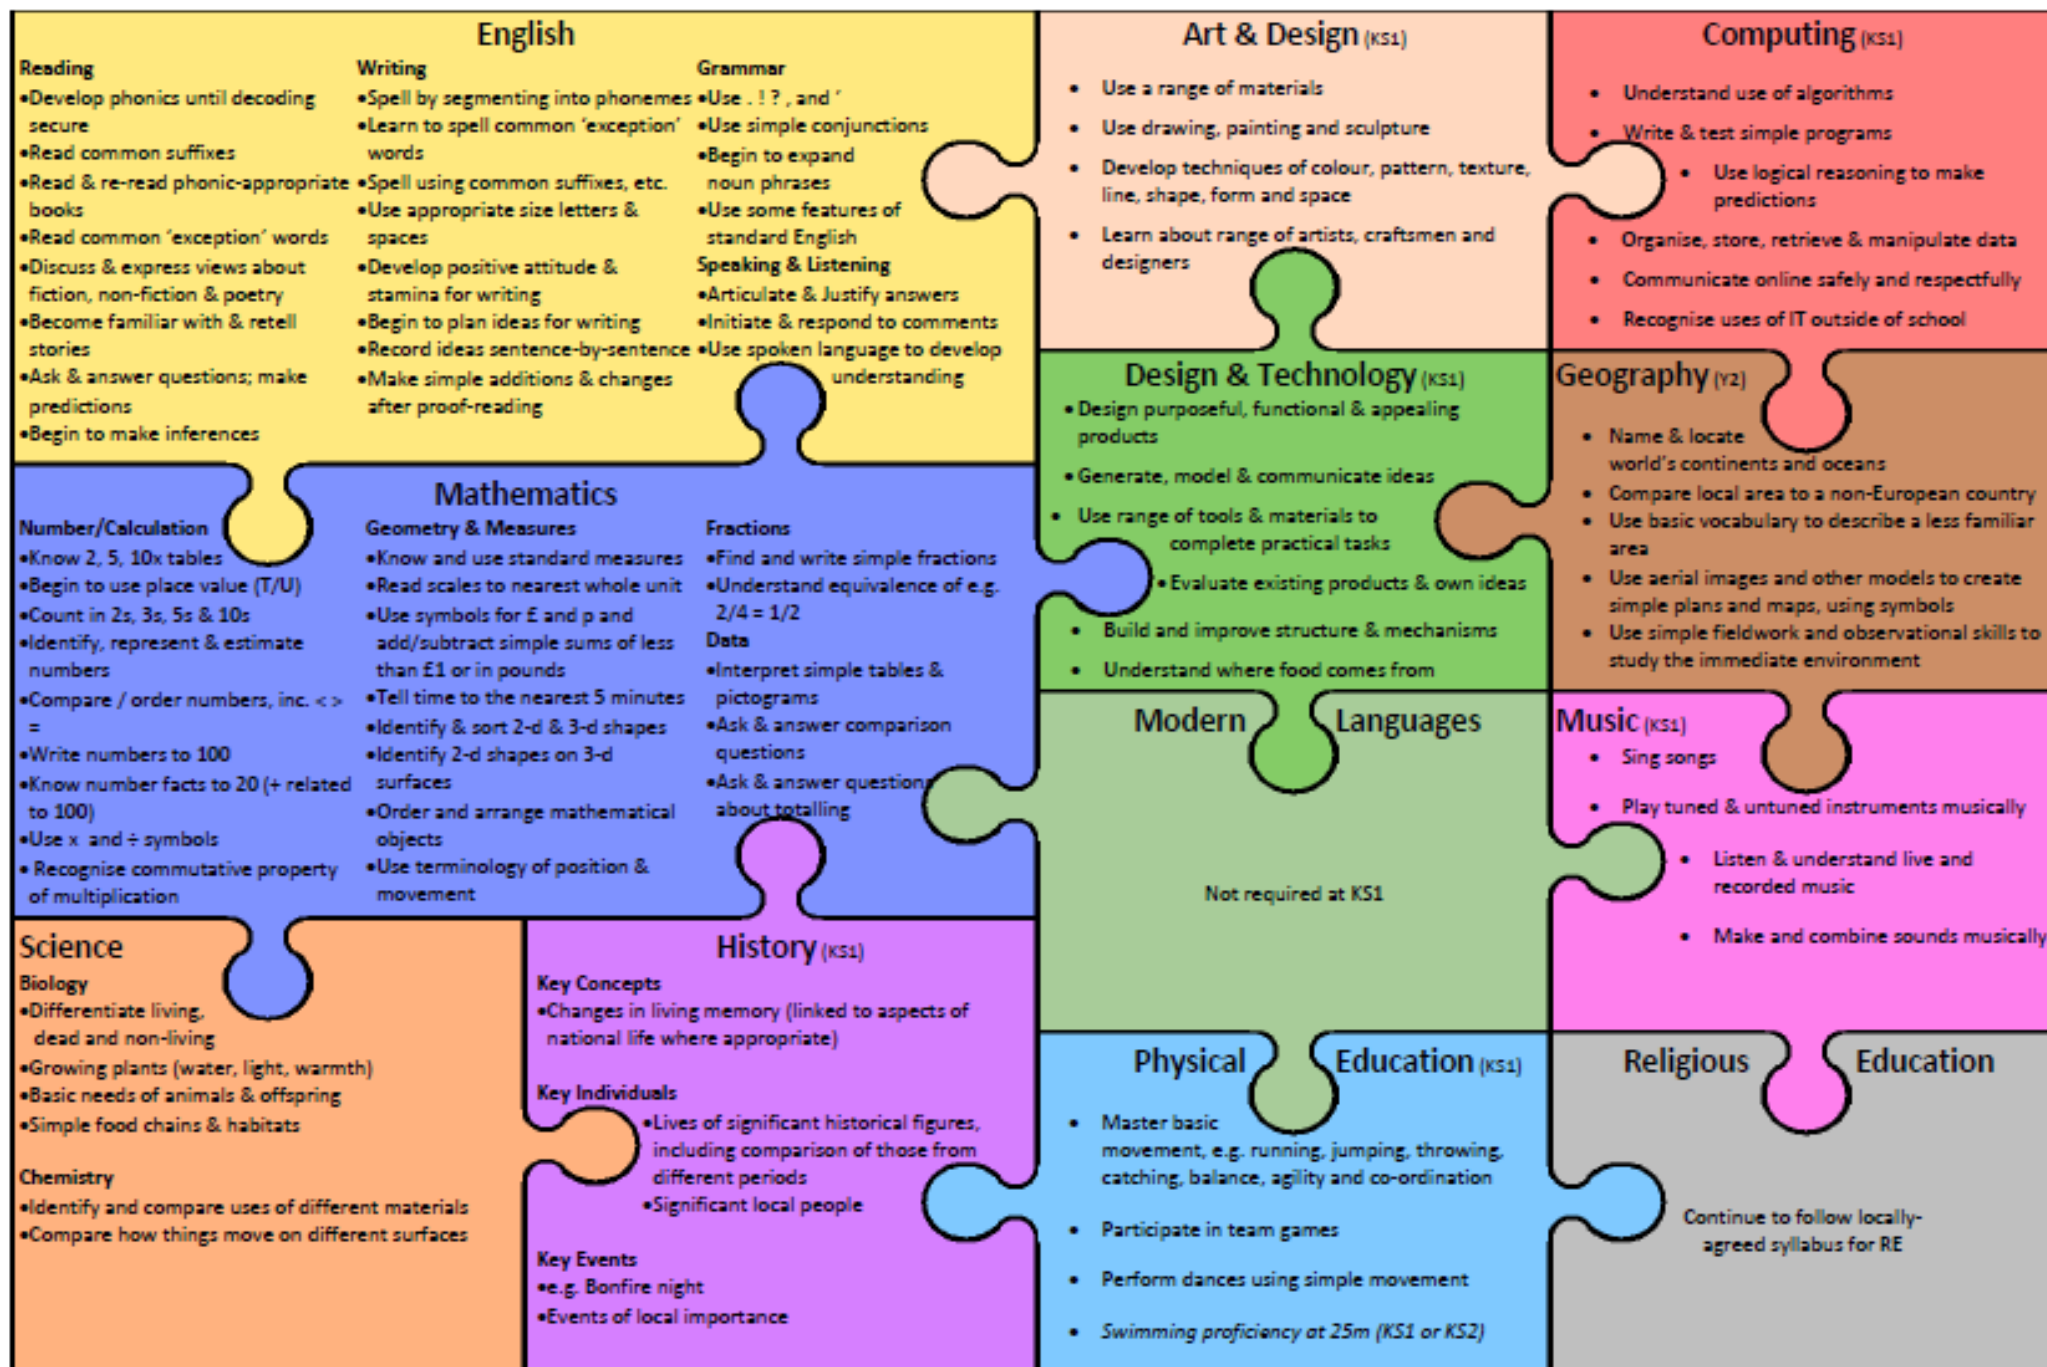 English
Reading
•Develop phonics until decoding
secure
•Read common suffixes
•Read & re-read phonic-appropriate
books
•Read common ‘exception’ words
•Discuss & express views about
fiction, non-fiction & poetry
•Become familiar with & retell
stories
•Ask & answer questions; make
predictions
•Begin to make inferences
Writing
•Spell by segmenting into phonemes
•Learn to spell common ‘exception’
words
•Spell using common suffixes, etc.
•Use appropriate size letters &
spaces
•Develop positive attitude &
stamina for writing
•Begin to plan ideas for writing
•Record ideas sentence-by-sentence
•Make simple additions & changes
after proof-reading
Grammar
•Use . ! ? , and ’
•Use simple conjunctions
•Begin to expand
noun phrases
•Use some features of
standard English
Speaking & Listening
•Articulate & Justify answers
•Initiate & respond to comments
•Use spoken language to develop
understanding
Art & Design (KS1)
• Use a range of materials
• Use drawing, painting and sculpture
• Develop techniques of colour, pattern, texture,
line, shape, form and space
• Learn about range of artists, craftsmen and
designers
Computing (KS1)
• Understand use of algorithms
• Write & test simple programs
• Use logical reasoning to make
predictions
• Organise, store, retrieve & manipulate data
• Communicate online safely and respectfully
• Recognise uses of IT outside of school
Mathematics
Number/Calculation
•Know 2, 5, 10x tables
•Begin to use place value (T/U)
•Count in 2s, 3s, 5s & 10s
•Identify, represent & estimate
numbers
•Compare / order numbers, inc. < >
=
•Write numbers to 100
•Know number facts to 20 (+ related
to 100)
•Use x and ÷ symbols
• Recognise commutative property
of multiplication
Geometry & Measures
•Know and use standard measures
•Read scales to nearest whole unit
•Use symbols for £ and p and
add/subtract simple sums of less
than £1 or in pounds
•Tell time to the nearest 5 minutes
•Identify & sort 2-d & 3-d shapes
•Identify 2-d shapes on 3-d
surfaces
•Order and arrange mathematical
objects
•Use terminology of position &
movement
Fractions
•Find and write simple fractions
•Understand equivalence of e.g.
2/4 = 1/2
Data
•Interpret simple tables &
pictograms
•Ask & answer comparison
questions
•Ask & answer questions
about totalling
Design & Technology (KS1)
• Design purposeful, functional & appealing
products
• Generate, model & communicate ideas
• Use range of tools & materials to
complete practical tasks
• Evaluate existing products & own ideas
• Build and improve structure & mechanisms
• Understand where food comes from
Geography (Y2)
• Name & locate
world’s continents and oceans
• Compare local area to a non-European country
• Use basic vocabulary to describe a less familiar
area
• Use aerial images and other models to create
simple plans and maps, using symbols
• Use simple fieldwork and observational skills to
study the immediate environment
Modern Languages
Not required at KS1
Music (KS1)
• Sing songs
• Play tuned & untuned instruments musically
• Listen & understand live and
recorded music
• Make and combine sounds musically
Science
Biology
•Differentiate living,
dead and non-living
•Growing plants (water, light, warmth)
•Basic needs of animals & offspring
•Simple food chains & habitats
Chemistry
•Identify and compare uses of different materials
•Compare how things move on different surfaces
History (KS1)
Key Concepts
•Changes in living memory (linked to aspects of
national life where appropriate)
Key Individuals
•Lives of significant historical figures,
including comparison of those from
different periods
•Significant local people
Key Events
•e.g. Bonfire night
•Events of local importance
Physical Education (KS1)
• Master basic
movement, e.g. running, jumping, throwing,
catching, balance, agility and co-ordination
• Participate in team games
• Perform dances using simple movement
• Swimming proficiency at 25m (KS1 or KS2)
Religious Education
Continue to follow locally-
agreed syllabus for RE